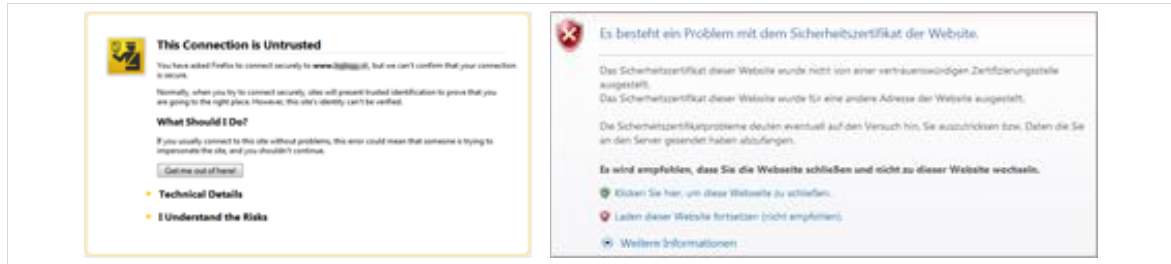 This Connection is Untrusted
You have asked Firefox to connect securely to www. , but we can't confirm that your connection
is secure.
Normally, when you try to connect securely, sites will present trusted identification to prove that you
are going to the right place. However, this site's identity can't be verified.
What Should I Do?
If you usually connect to this site without problems, this error could mean that someone is trying to
impersonate the site, and you shouldn't continue.
Get me out of here!
Technical Details
I Understand the Risks
Es besteht ein Problem mit dem Sicherheitszertifikat der Website.
Das Sicherheitszertifikat dieser Website wurde nicht von einer vertrauenswürdigen Zertifizierungsstelle
ausgestellt.
Das Sicherheitszertifikat dieser Website wurde für eine andere Adresse der Website ausgestellt.
Die Sicherheitszertifikatprobleme deuten eventuell auf den Versuch hin, Sie auszutricksen bzw. Daten die Sie
an den Server gesendet haben abzufangen.
Es wird empfohlen, dass Sie die Webseite schließen und nicht zu dieser Website wechseln.
Klicken Sie hier, um diese Webseite zu schließen.
Laden dieser Website fortsetzen (nicht empfohlen).
Weitere Informationen